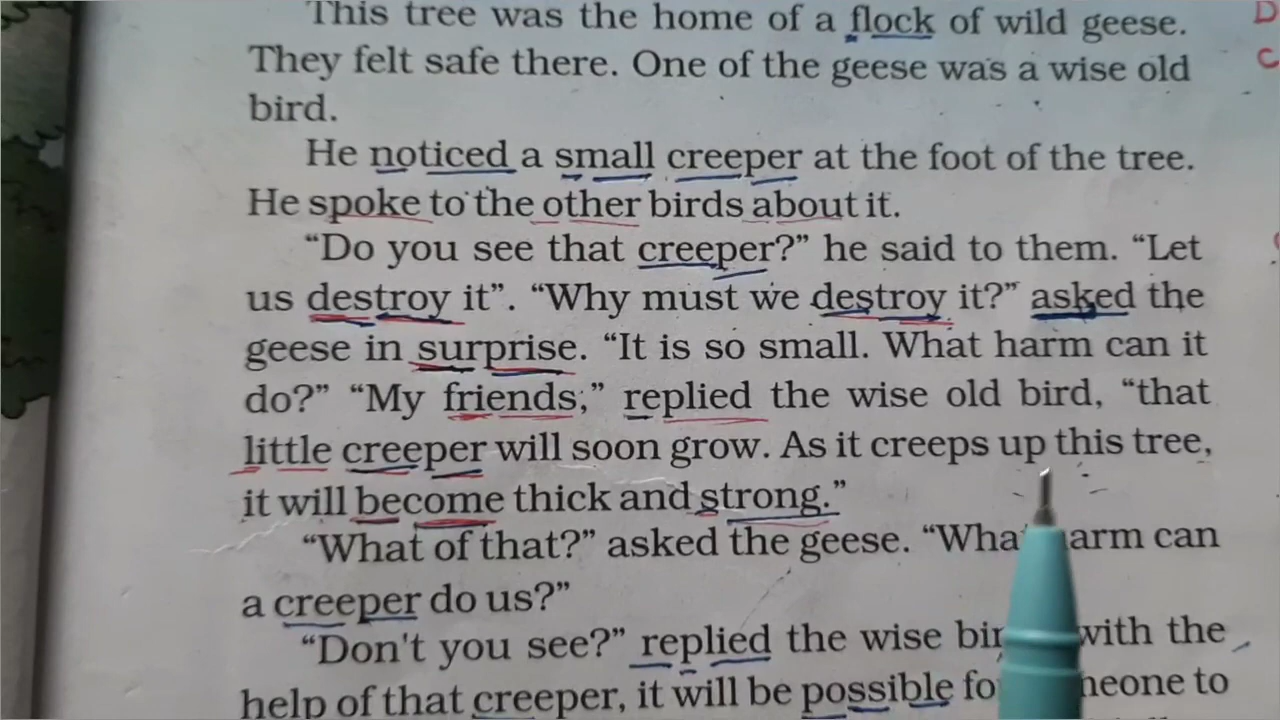 This tree was the home of a flock of wild geese.
They felt safe there. One of the geese was a wise old
bird.
He noticed a small creeper at the foot of the tree.
He spoke to the other birds about it.
“Do you see that creeper?” he said to them. “Let
us destroy it”. “Why must we destroy it?” asked the
geese in surprise. “It is so small. What harm can it
do?” “My friends,” replied the wise old bird, “that
little creeper will soon grow. As it creeps up this tree,
it will become thick and strong.”
“What of that?” asked the geese. “What harm can
a creeper do us?”
“Don't you see?” replied the wise with the
help of that creeper, it will be possible to
D
C